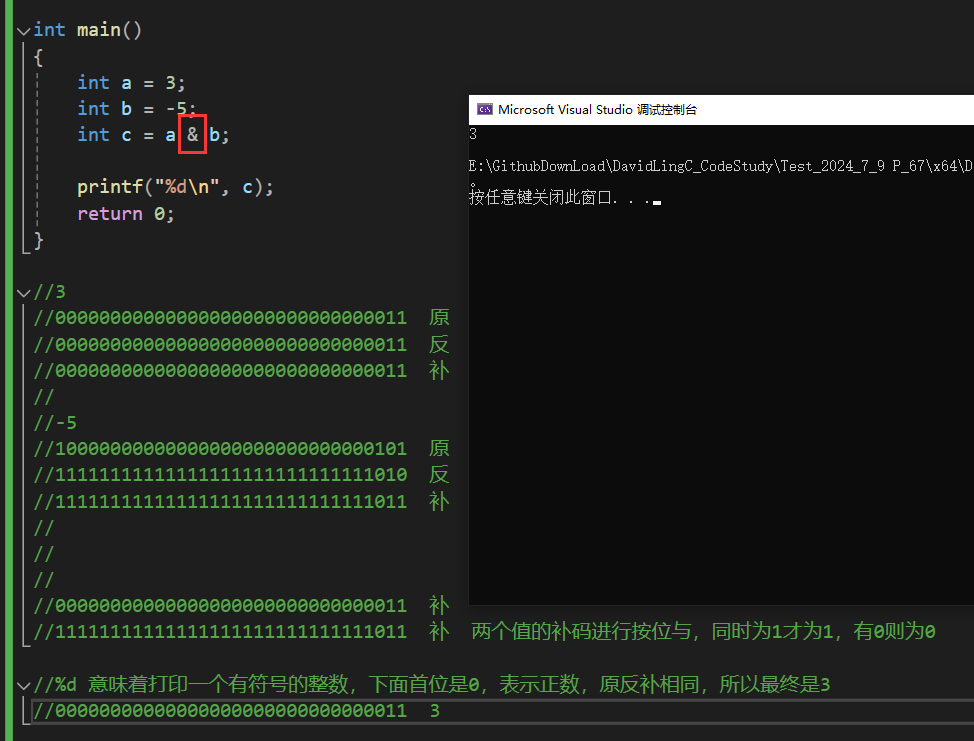 int main()
{
int a = 3;
int b = -5;
int c = a & b;
printf("%d\n", c);
return 0;
}
//3
//00000000000000000000000000000011 原
//00000000000000000000000000000011 反
//00000000000000000000000000000011 补
//
//-5
//10000000000000000000000000000101 原
//11111111111111111111111111111010 反
//11111111111111111111111111111011 补
//
//
//
//00000000000000000000000000000011 补
//11111111111111111111111111111011 补 两个值的补码进行按位与，同时为1才为1，有0则为0
//%d 意味着打印一个有符号的整数，下面首位是0，表示正数，原反补相同，所以最终是3
//00000000000000000000000000000011 3
Microsoft Visual Studio 调试控制台
3
E:\GithubDownLoad\DavidLingC_CodeStudy\Test_2024_7_9 P_67\x64\D
。
按任意键关闭此窗口. . .